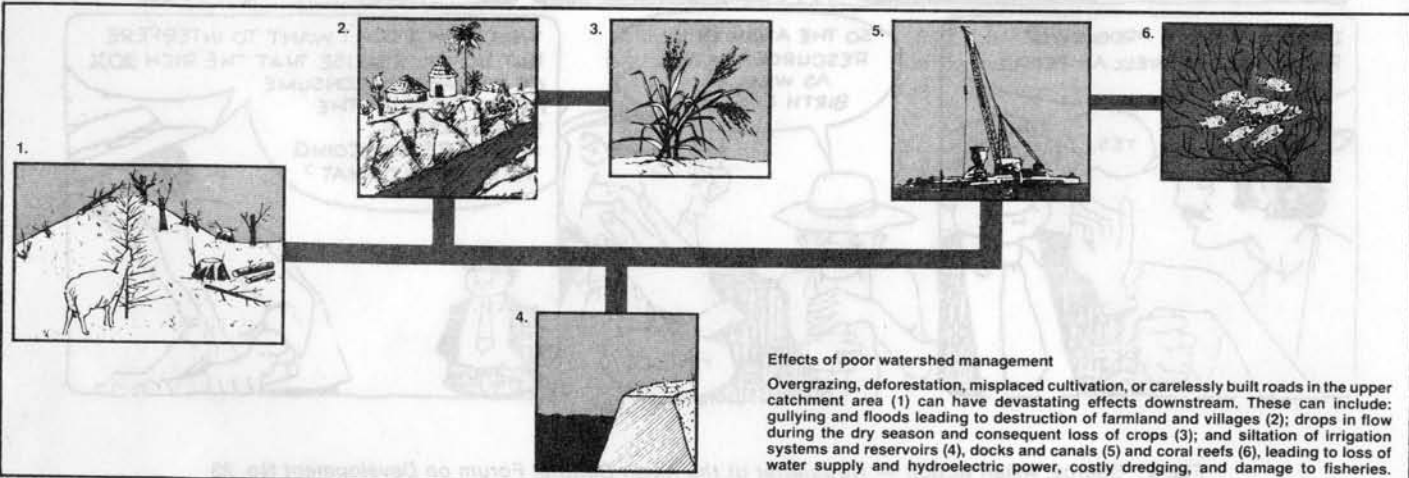 2.
3.
5.
6.
1.
4.
Effects of poor watershed management
Overgrazing, deforestation, misplaced cultivation, or carelessly built roads in the upper
catchment area (1) can have devastating effects downstream. These can include:
gullying and floods leading to destruction of farmland and villages (2); drops in flow
during the dry season and consequent loss of crops (3); and siltation of irrigation
systems and reservoirs (4), docks and canals (5) and coral reefs (6), leading to loss of
water supply and hydroelectric power, costly dredging, and damage to fisheries.